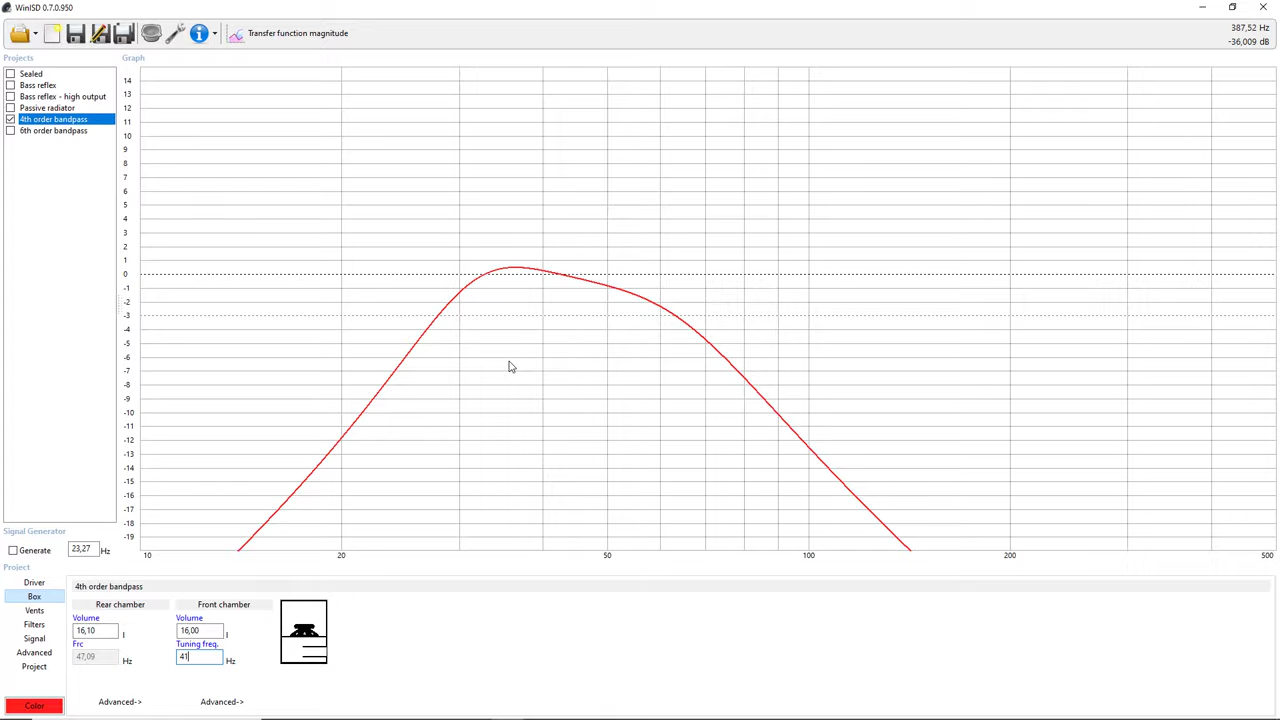 WinISD 0.7.0.950
Transfer function magnitude
387,52 Hz
-36,009 dB
Projects
Graph
Sealed
Bass reflex
Bass reflex - high output
Passive radiator
4th order bandpass
6th order bandpass
14
13
12
11
10
9
8
7
6
5
4
3
2
1
0
-1
-2
-3
-4
-5
-6
-7
-8
-9
-10
-11
-12
-13
-14
-15
-16
-17
-18
-19
10 20 50 100 200 500
Signal Generator
Generate 23,27 Hz
Project
Driver
Box
Vents
Filters
Signal
Advanced
Project
Color
4th order bandpass
Rear chamber
Volume
16,10 l
Frc
47,09 Hz
Advanced->
Front chamber
Volume
16,00 l
Tuning freq.
41 Hz
Advanced->